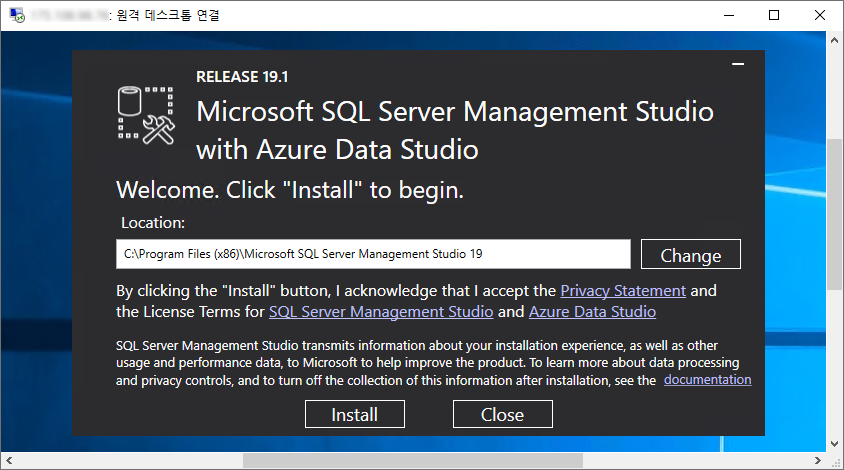 : 원격 데스크톱 연결
RELEASE 19.1
Microsoft SQL Server Management Studio
with Azure Data Studio
Welcome. Click "Install" to begin.
Location:
C:\Program Files (x86)\Microsoft SQL Server Management Studio 19
Change
By clicking the "Install" button, I acknowledge that I accept the Privacy Statement and
the License Terms for SQL Server Management Studio and Azure Data Studio
SQL Server Management Studio transmits information about your installation experience, as well as other
usage and performance data, to Microsoft to help improve the product. To learn more about data processing
and privacy controls, and to turn off the collection of this information after installation, see the documentation
Install
Close